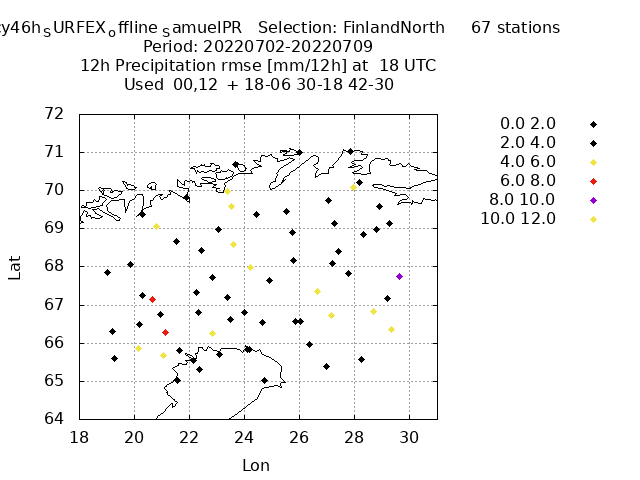 cy46hSURFEXoffline SamuelPR Selection: FinlandNorth 67 stations
Period: 20220702-20220709
12h Precipitation rmse [mm/12h] at 18 UTC
Used 00,12 + 18-06 30-18 42-30
0.0 2.0
2.0 4.0
4.0 6.0
6.0 8.0
8.0 10.0
10.0 12.0
72
71
70
69
68
67
66
65
64
Lat
18 20 22 24 26 28 30
Lon